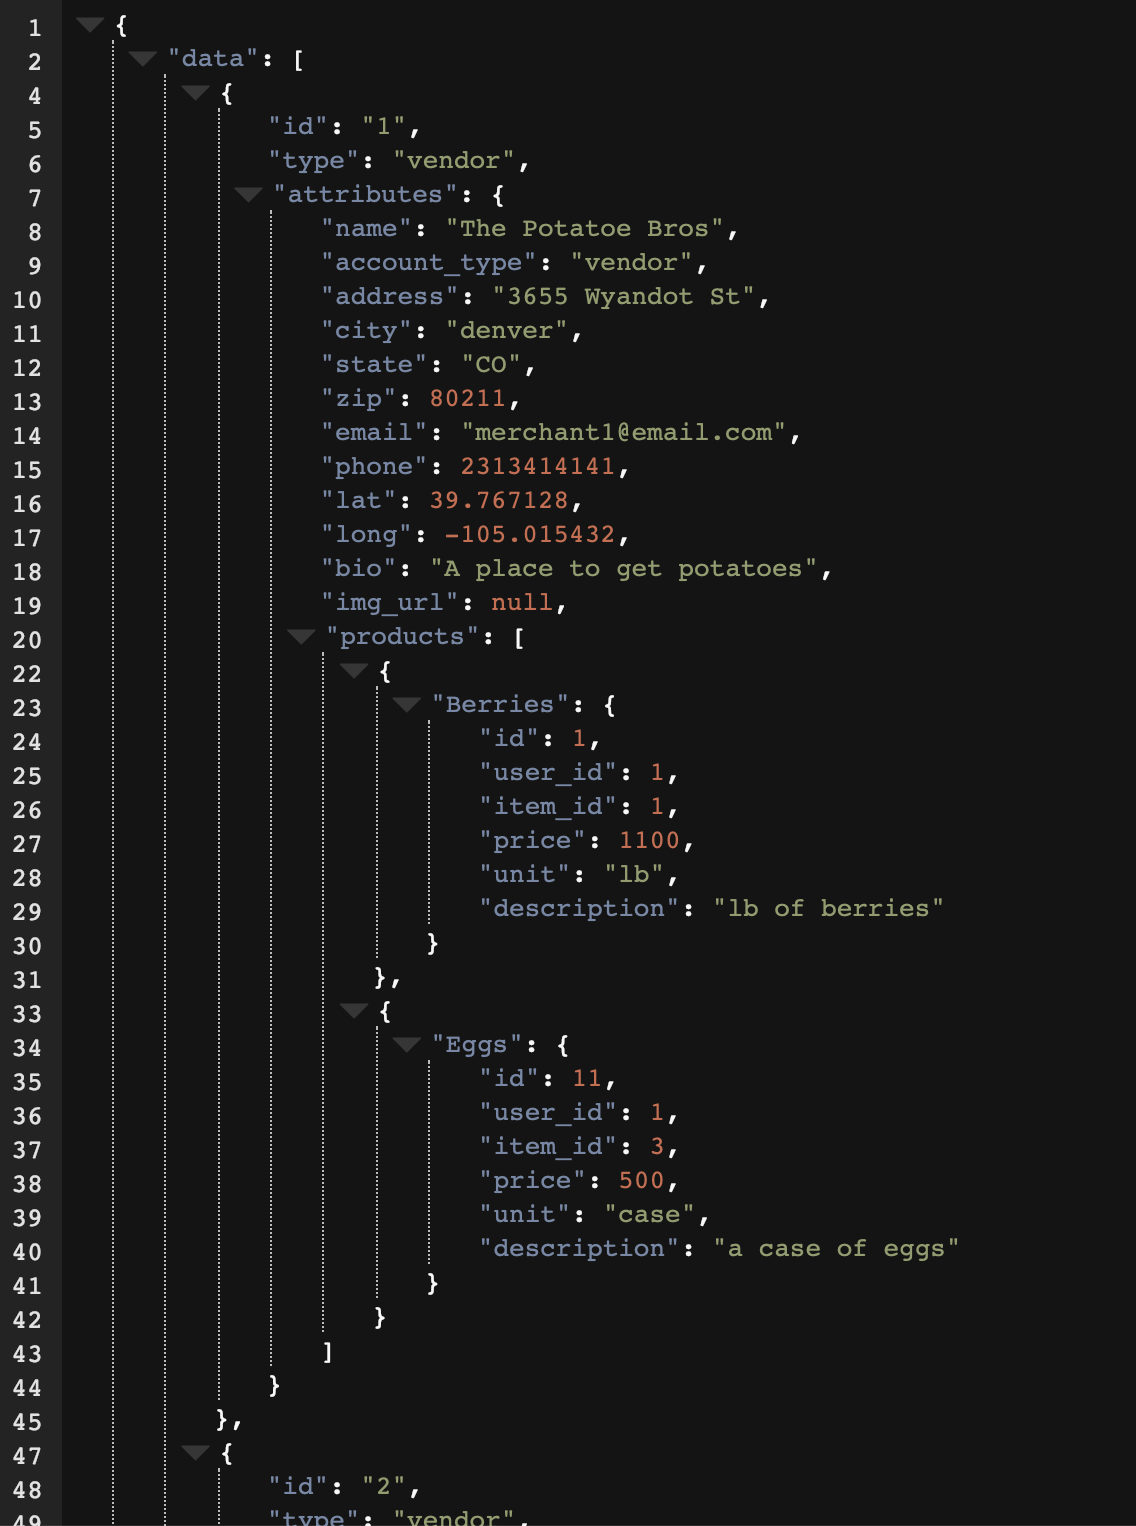 1 {
2 "data": [
4 {
5 "id": "1",
6 "type": "vendor",
7 "attributes": {
8 "name": "The Potatoe Bros",
9 "account_type": "vendor",
10 "address": "3655 Wyandot St",
11 "city": "denver",
12 "state": "CO",
13 "zip": 80211,
14 "email": "merchant1@email.com",
15 "phone": 2313414141,
16 "lat": 39.767128,
17 "long": -105.015432,
18 "bio": "A place to get potatoes",
19 "img_url": null,
20 "products": [
22 {
23 "Berries": {
24 "id": 1,
25 "user_id": 1,
26 "item_id": 1,
27 "price": 1100,
28 "unit": "lb",
29 "description": "lb of berries"
30 }
31 },
33 {
34 "Eggs": {
35 "id": 11,
36 "user_id": 1,
37 "item_id": 3,
38 "price": 500,
39 "unit": "case",
40 "description": "a case of eggs"
41 }
42 }
43 ]
44 }
45 },
47 {
48 "id": "2",
49 "type": "vendor",